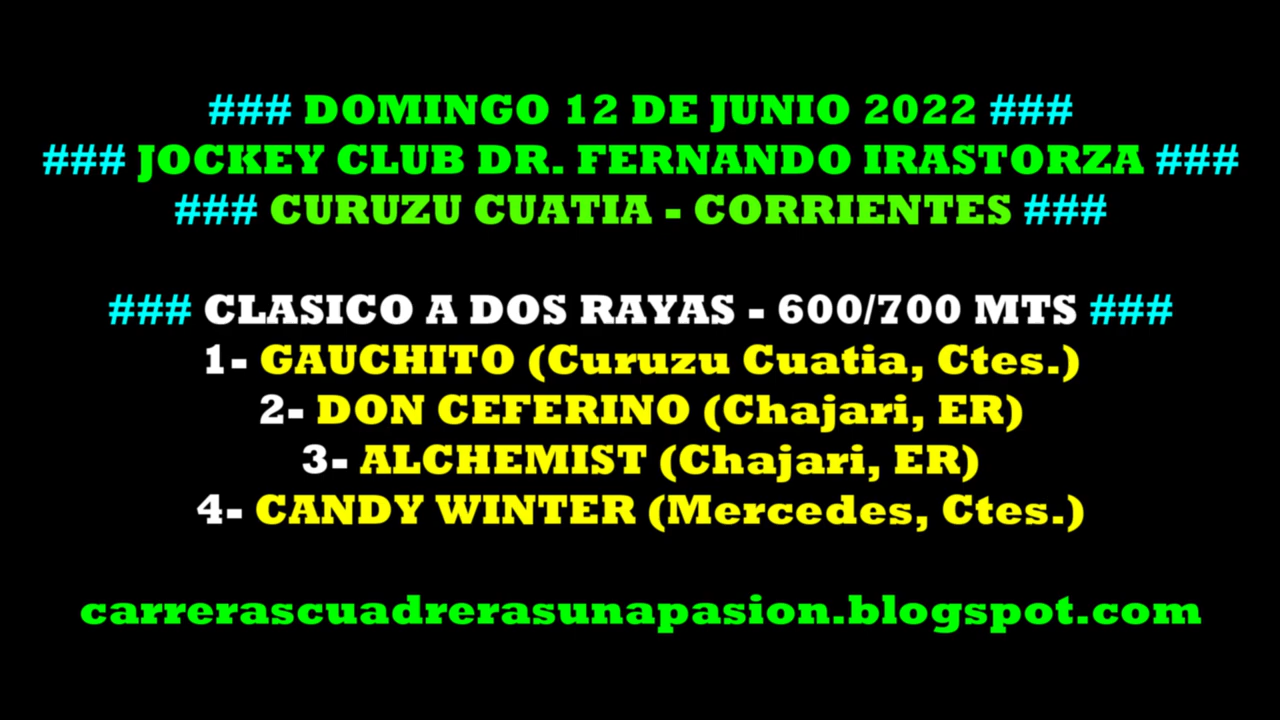 ### DOMINGO 12 DE JUNIO 2022 ###
### JOCKEY CLUB DR. FERNANDO IRASTORZA ###
### CURUZU CUATIA - CORRIENTES ###
### CLASICO A DOS RAYAS - 600/700 MTS ###
1- GAUCHITO (Curuzu Cuatia, Ctes.)
2- DON CEFERINO (Chajari, ER)
3- ALCHEMIST (Chajari, ER)
4- CANDY WINTER (Mercedes, Ctes.)
carrerascuadrerasunapasion.blogspot.com